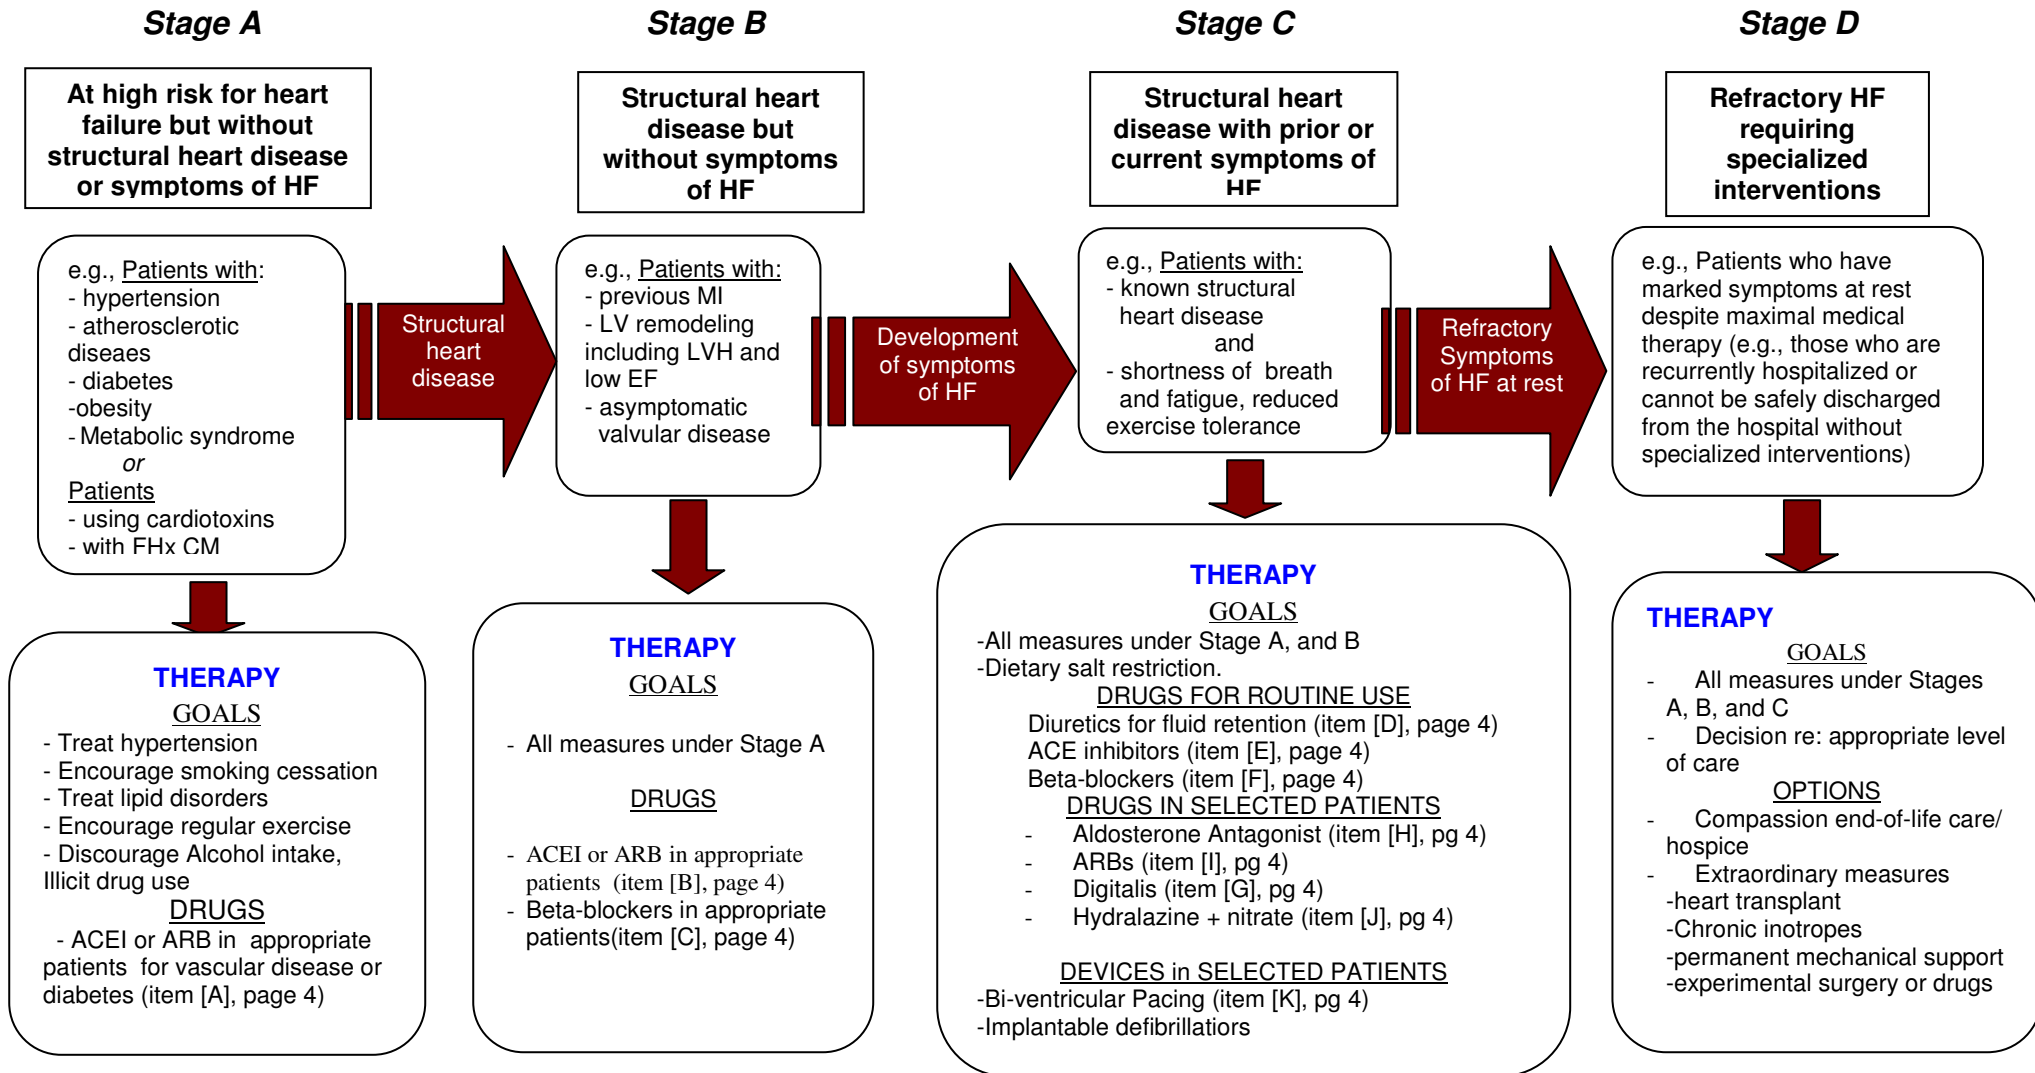 Stage A
Stage B
Stage C
Stage D
At high risk for heart
failure but without
structural heart disease
or symptoms of HF
Structural heart
disease but
without symptoms
of HF
Structural heart
disease with prior or
current symptoms of
HF
Refractory HF
requiring
specialized
interventions
e.g., Patients with:
- hypertension
- atherosclerotic
diseaes
- diabetes
-obesity
- Metabolic syndrome
or
Patients
- using cardiotoxins
- with FHx CM
Structural
heart
disease
e.g., Patients with:
- previous MI
- LV remodeling
including LVH and
low EF
- asymptomatic
valvular disease
Development
of symptoms
of HF
e.g., Patients with:
- known structural
heart disease
and
- shortness of breath
and fatigue, reduced
exercise tolerance
Refractory
Symptoms
of HF at rest
e.g., Patients who have
marked symptoms at rest
despite maximal medical
therapy (e.g., those who are
recurrently hospitalized or
cannot be safely discharged
from the hospital without
specialized interventions)
THERAPY
GOALS
- Treat hypertension
- Encourage smoking cessation
- Treat lipid disorders
- Encourage regular exercise
- Discourage Alcohol intake,
Illicit drug use
DRUGS
- ACEI or ARB in appropriate
patients for vascular disease or
diabetes (item [A], page 4)
THERAPY
GOALS
- All measures under Stage A
DRUGS
- ACEI or ARB in appropriate
patients (item [B], page 4)
- Beta-blockers in appropriate
patients(item [C], page 4)
THERAPY
GOALS
-All measures under Stage A, and B
-Dietary salt restriction.
DRUGS FOR ROUTINE USE
Diuretics for fluid retention (item [D], page 4)
ACE inhibitors (item [E], page 4)
Beta-blockers (item [F], page 4)
DRUGS IN SELECTED PATIENTS
- Aldosterone Antagonist (item [H], pg 4)
- ARBs (item [I], pg 4)
- Digitalis (item [G], pg 4)
- Hydralazine + nitrate (item [J], pg 4)
DEVICES in SELECTED PATIENTS
-Bi-ventricular Pacing (item [K], pg 4)
-Implantable defibrillatiors
THERAPY
GOALS
- All measures under Stages
A, B, and C
- Decision re: appropriate level
of care
OPTIONS
- Compassion end-of-life care/
hospice
- Extraordinary measures
-heart transplant
-Chronic inotropes
-permanent mechanical support
-experimental surgery or drugs